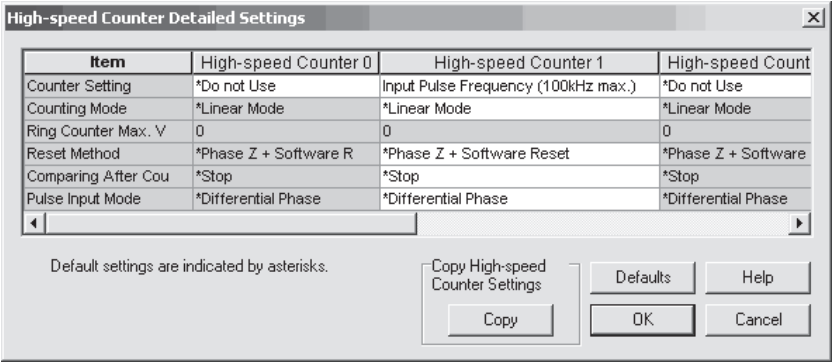 High-speed Counter Detailed Settings
Item High-speed Counter 0 High-speed Counter 1 High-speed Count
Counter Setting *Do not Use Input Pulse Frequency (100kHz max.) *Do not Use
Counting Mode *Linear Mode *Linear Mode *Linear Mode
Ring Counter Max. V 0 0 0
Reset Method *Phase Z + Software R *Phase Z + Software Reset *Phase Z + Software
Comparing After Cou *Stop *Stop *Stop
Pulse Input Mode *Differential Phase *Differential Phase *Differential Phase
Default settings are indicated by asterisks.
Copy High-speed
Counter Settings
Copy
Defaults Help
OK Cancel